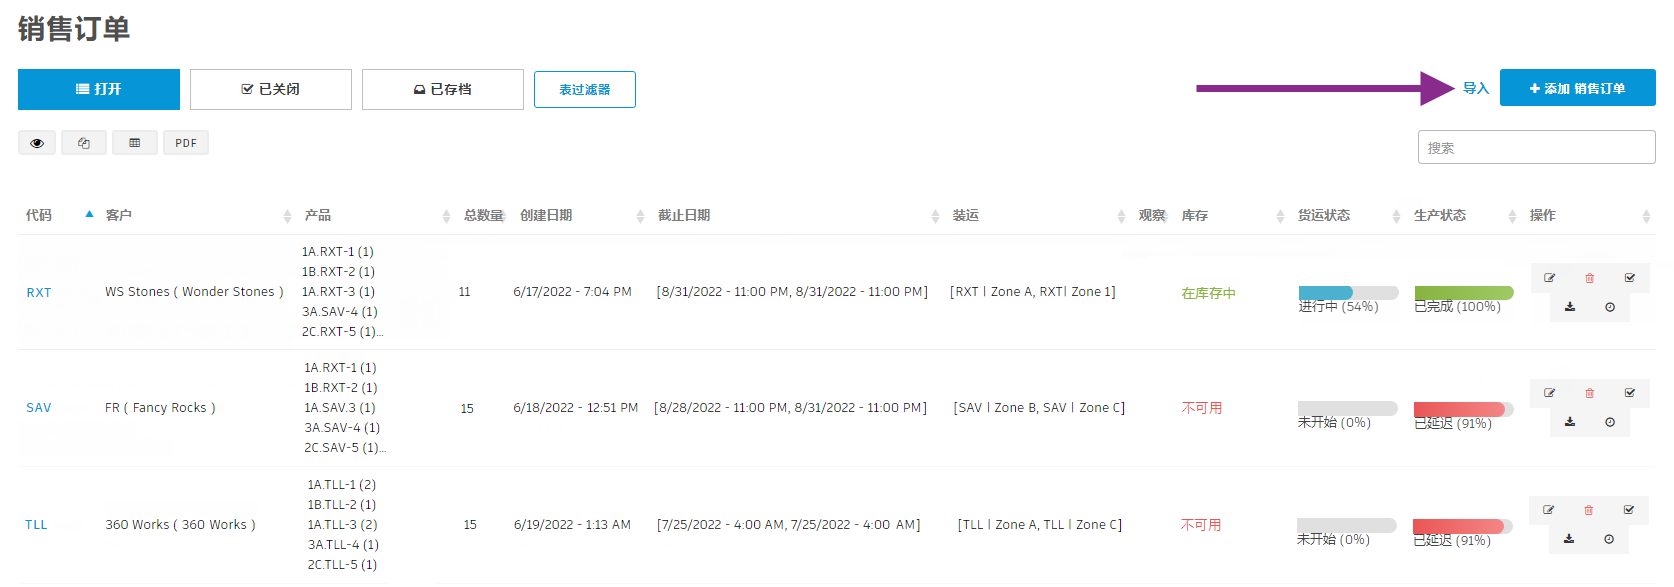 销售订单
打开 已关闭 已存档 表过滤器 导入 添加 销售订单
PDF 搜索
代码 客户 产品 总数量 创建日期 截止日期 装运 观察 库存 货运状态 生产状态 操作
1A.RXT-1 (1)
1B.RXT-2 (1)
RXT WS Stones ( Wonder Stones ) 1A.RXT-3 (1) 11 6/17/2022 - 7:04 PM [8/31/2022 - 11:00 PM, 8/31/2022 - 11:00 PM] [RXT | Zone A, RXT| Zone 1] 在库存中
3A.SAV-4 (1) 进行中 (54%) 已完成 (100%)
2C.RXT-5 (1)...
1A.RXT-1 (1)
1B.RXT-2 (1)
SAV FR ( Fancy Rocks ) 1A.SAV.3 (1) 15 6/18/2022 - 12:51 PM [8/28/2022 - 11:00 PM, 8/31/2022 - 11:00 PM] [SAV | Zone B, SAV | Zone C] 不可用
3A.SAV-4 (1) 未开始 (0%) 已延迟 (91%)
2C.SAV-5 (1)...
1A.TLL-1 (2)
1B.TLL-2 (1)
TLL 360 Works ( 360 Works ) 1A.TLL-3 (2) 15 6/19/2022 - 1:13 AM [7/25/2022 - 4:00 AM, 7/25/2022 - 4:00 AM] [TLL | Zone A, TLL | Zone C] 不可用
3A.TLL-4 (1) 未开始 (0%) 已延迟 (91%)
2C.TLL-5 (1)